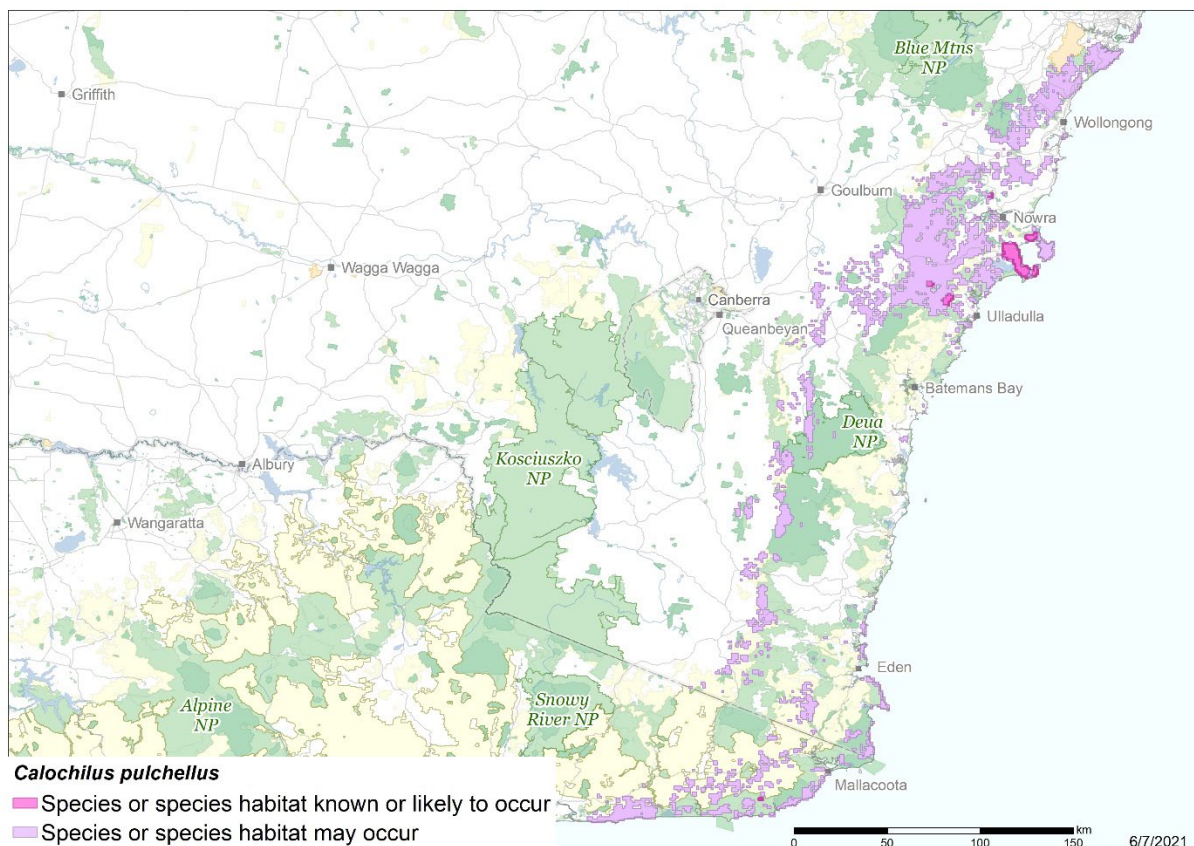 Blue Mtns
NP
Griffith
Wollongong
Goulburn
Nowra
Wagga Wagga
Canberra
Queanbeyan
Ulladulla
Batemans Bay
Deua
NP
Kosciuszko
NP
Albury
Wangaratta
Eden
Alpine
NP
Snowy
River NP
Mallacoota
Calochilus pulchellus
Species or species habitat known or likely to occur
Species or species habitat may occur
km
0 50 100 150
6/7/2021